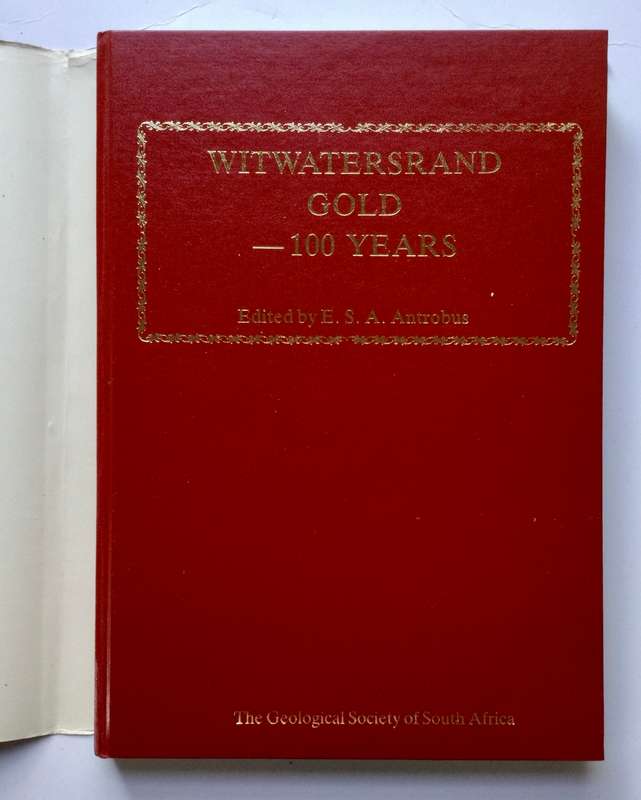 WITWATERSRAND
GOLD
— 100 YEARS
Edited by E. S. A. Antrobus
The Geological Society of South Africa